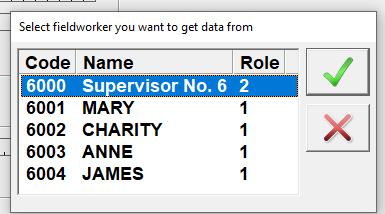 Select fieldworker you want to get data from
Code Name Role
6000 Supervisor No. 6 2
6001 MARY 1
6002 CHARITY 1
6003 ANNE 1
6004 JAMES 1